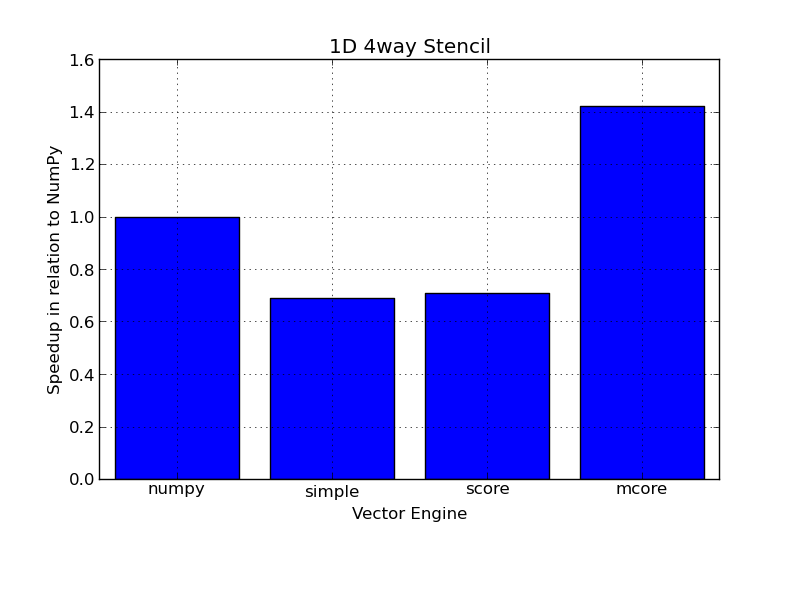 1D 4way Stencil
1.6
1.4
1.2
1.0
0.8
0.6
0.4
0.2
0.0
Speedup in relation to NumPy
numpy
simple
score
mcore
Vector Engine